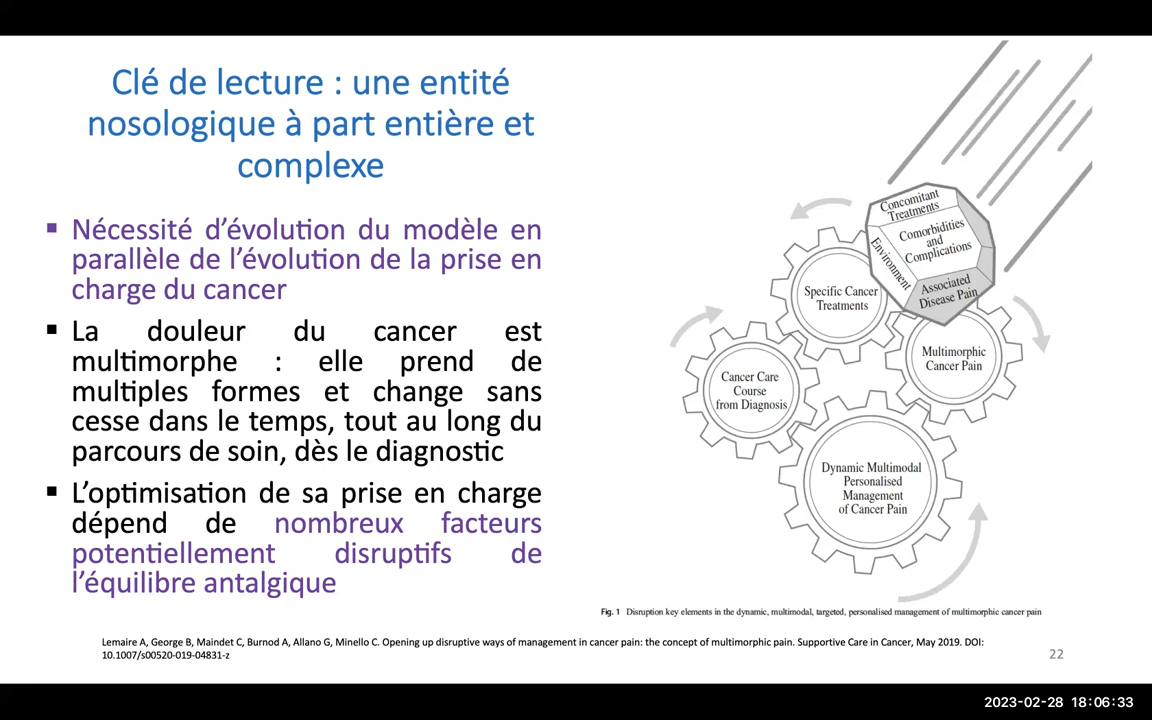 Clé de lecture : une entité
nosologique à part entière et
complexe
▪ Nécessité d'évolution du modèle en
parallèle de l'évolution de la prise en
charge du cancer
▪ La douleur du cancer est
multimorphe : elle prend de
multiples formes et change sans
cesse dans le temps, tout au long du
parcours de soin, dès le diagnostic
▪ L'optimisation de sa prise en charge
dépend de nombreux facteurs
potentiellement disruptifs de
l'équilibre antalgique
Concomitant
Treatments
Comorbidities
and
Complications
Environment
Associated
Disease Pain
Specific Cancer
Treatments
Multimorphic
Cancer Pain
Cancer Care
Course
from Diagnosis
Dynamic Multimodal
Personalised
Management
of Cancer Pain
Fig. 1 Disruption key elements in the dynamic, multimodal, targeted, personalised management of multimorphic cancer pain
Lemaire A, George B, Maindet C, Burnod A, Allano G, Minello C. Opening up disruptive ways of management in cancer pain: the concept of multimorphic pain. Supportive Care in Cancer, May 2019. DOI:
10.1007/s00520-019-04831-z
22
2023-02-28 18:06:33